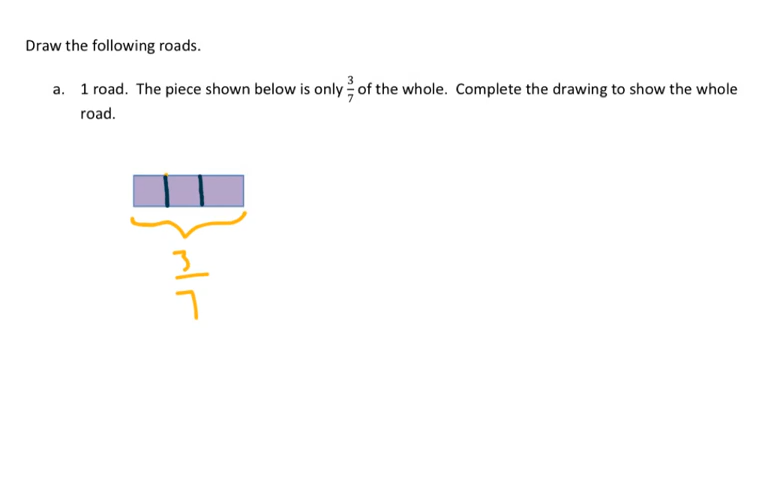 Draw the following roads.
a. 1 road. The piece shown below is only 3/7 of the whole. Complete the drawing to show the whole
road.
3
7